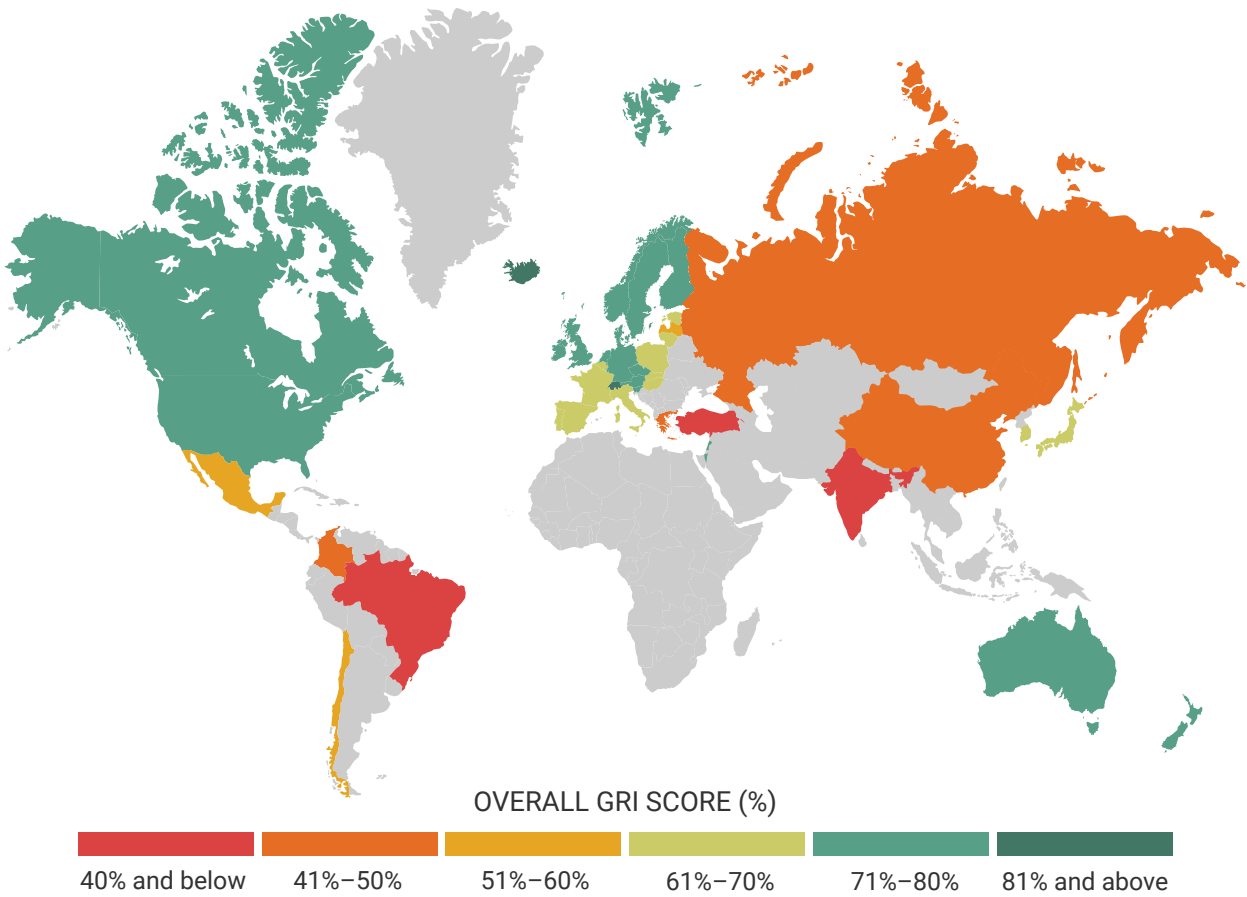 OVERALL GRI SCORE (%)
40% and below 41%–50% 51%–60% 61%–70% 71%–80% 81% and above